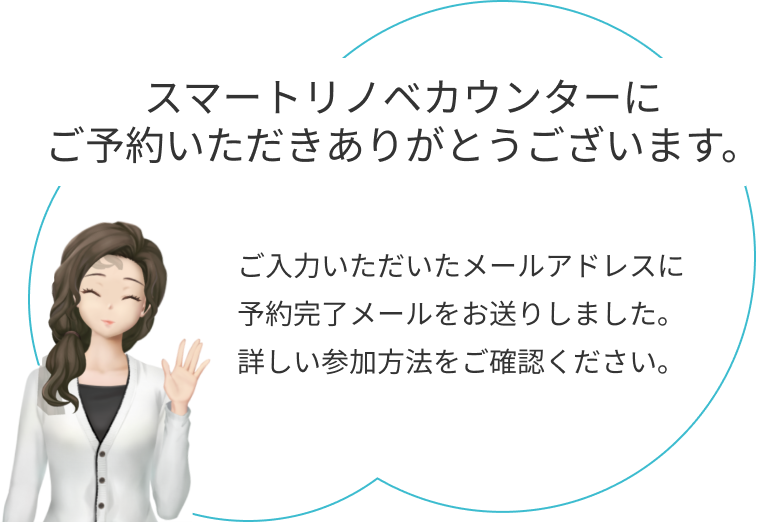 スマートリノベカウンターに
ご予約いただきありがとうございます。
ご入力いただいたメールアドレスに
予約完了メールをお送りしました。
詳しい参加方法をご確認ください。